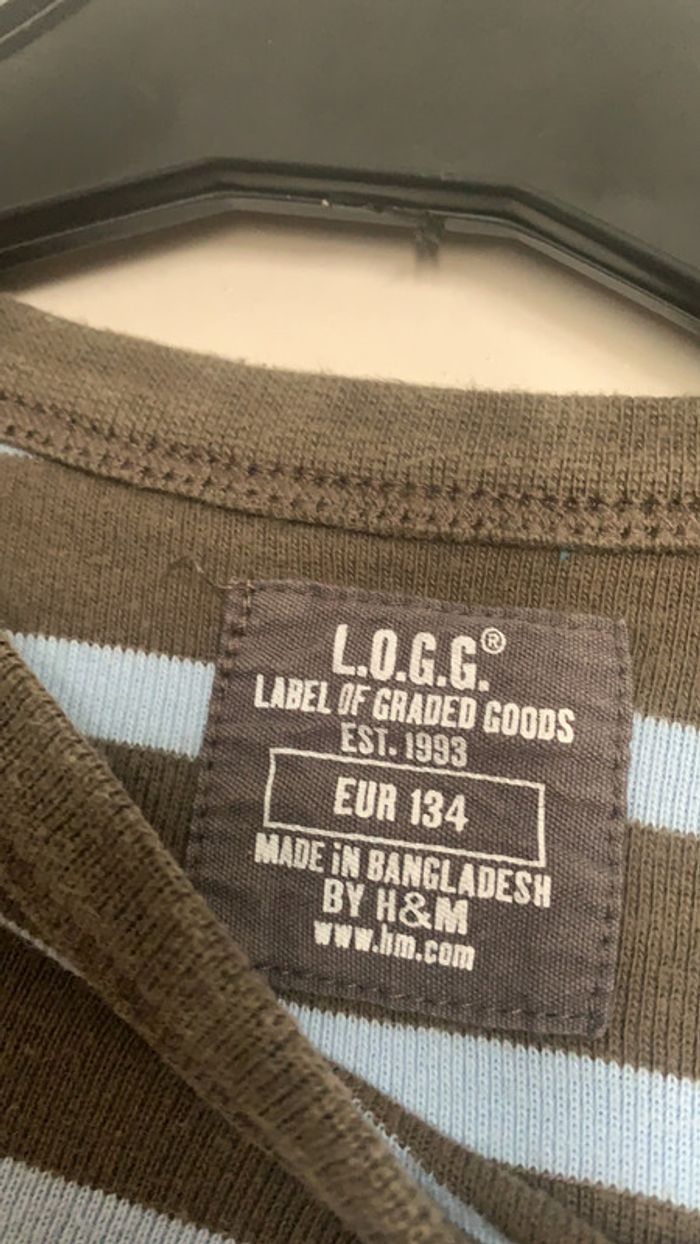 L.O.G.G.®
LABEL OF GRADED GOODS
EST. 1993
EUR 134
MADE iN BANGLADESH
BY H&M
www.hm.com